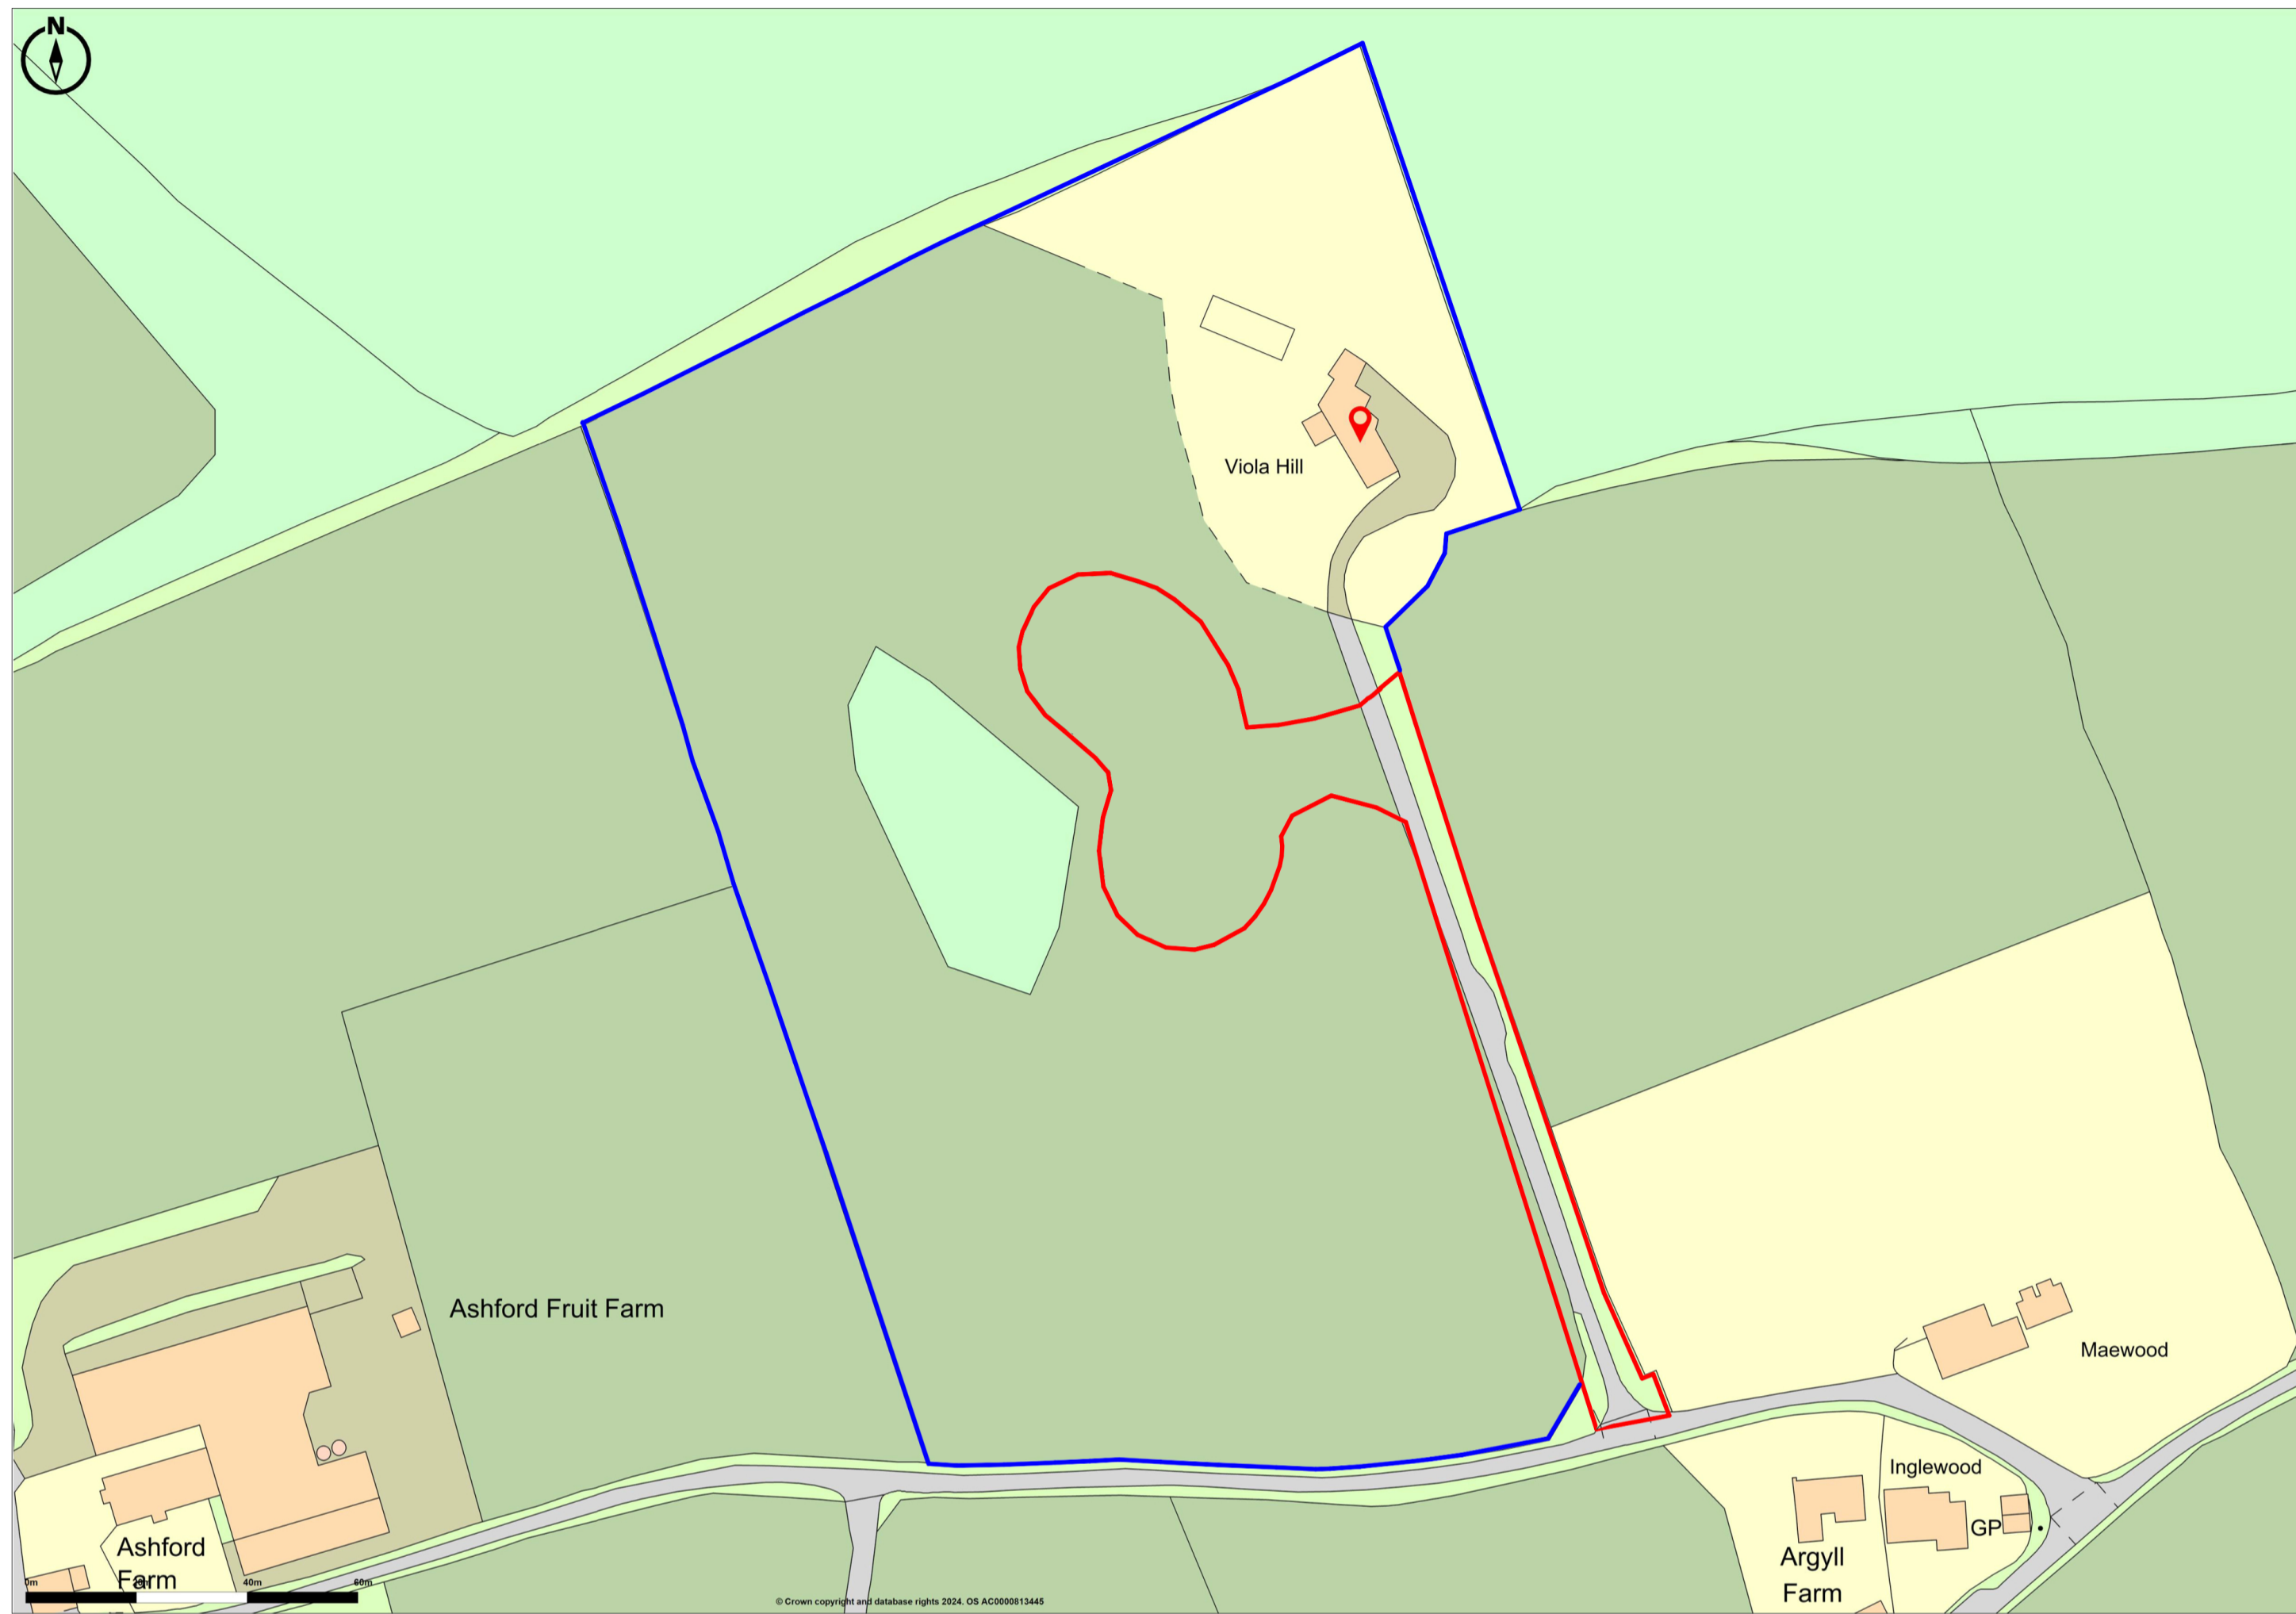 N
Viola Hill
Ashford Fruit Farm
Maewood
Inglewood
GP
Argyll
Farm
Ashford
Farm
0m
40m
60m
© Crown copyright and database rights 2024. OS AC0000813445